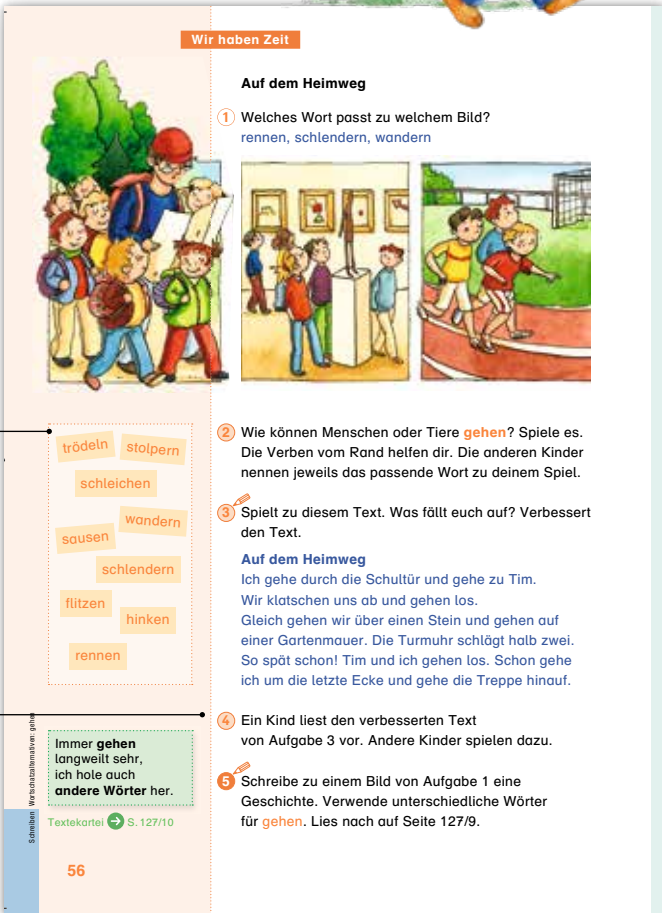 Wir haben Zeit
Auf dem Heimweg
1 Welches Wort passt zu welchem Bild?
rennen, schlendern, wandern
trödeln
stolpern
schleichen
wandern
sausen
schlendern
flitzen
hinken
rennen
2 Wie können Menschen oder Tiere gehen? Spiele es.
Die Verben vom Rand helfen dir. Die anderen Kinder
nennen jeweils das passende Wort zu deinem Spiel.
3 Spielt zu diesem Text. Was fällt euch auf? Verbessert
den Text.
Auf dem Heimweg
Ich gehe durch die Schultür und gehe zu Tim.
Wir klatschen uns ab und gehen los.
Gleich gehen wir über einen Stein und gehen auf
einer Gartenmauer. Die Turmuhr schlägt halb zwei.
So spät schon! Tim und ich gehen los. Schon gehe
ich um die letzte Ecke und gehe die Treppe hinauf.
4 Ein Kind liest den verbesserten Text
von Aufgabe 3 vor. Andere Kinder spielen dazu.
5 Schreibe zu einem Bild von Aufgabe 1 eine
Geschichte. Verwende unterschiedliche Wörter
für gehen. Lies nach auf Seite 127/9.
Immer gehen
langweilt sehr,
ich hole auch
andere Wörter her.
Textekartei → S. 127/10
Schreiben Wortschatzalternativen: gehen
56